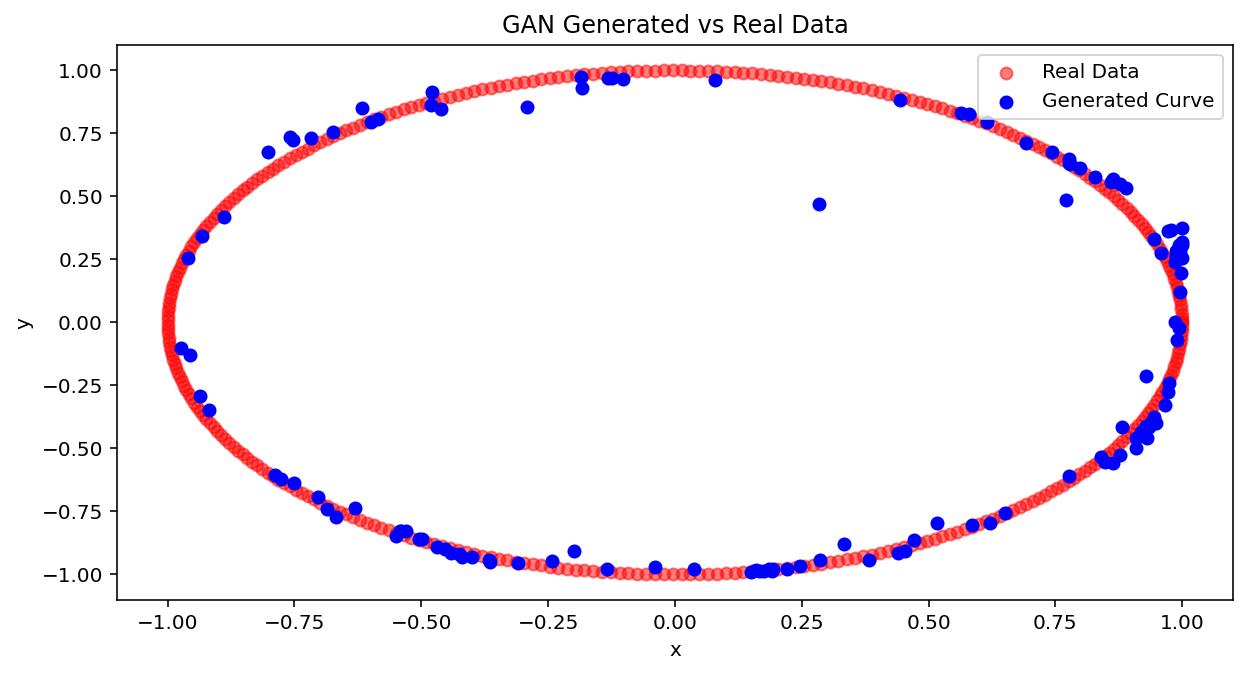 GAN Generated vs Real Data
Real Data
Generated Curve
1.00
0.75
0.50
0.25
0.00
−0.25
−0.50
−0.75
−1.00
y
−1.00 −0.75 −0.50 −0.25 0.00 0.25 0.50 0.75 1.00
x